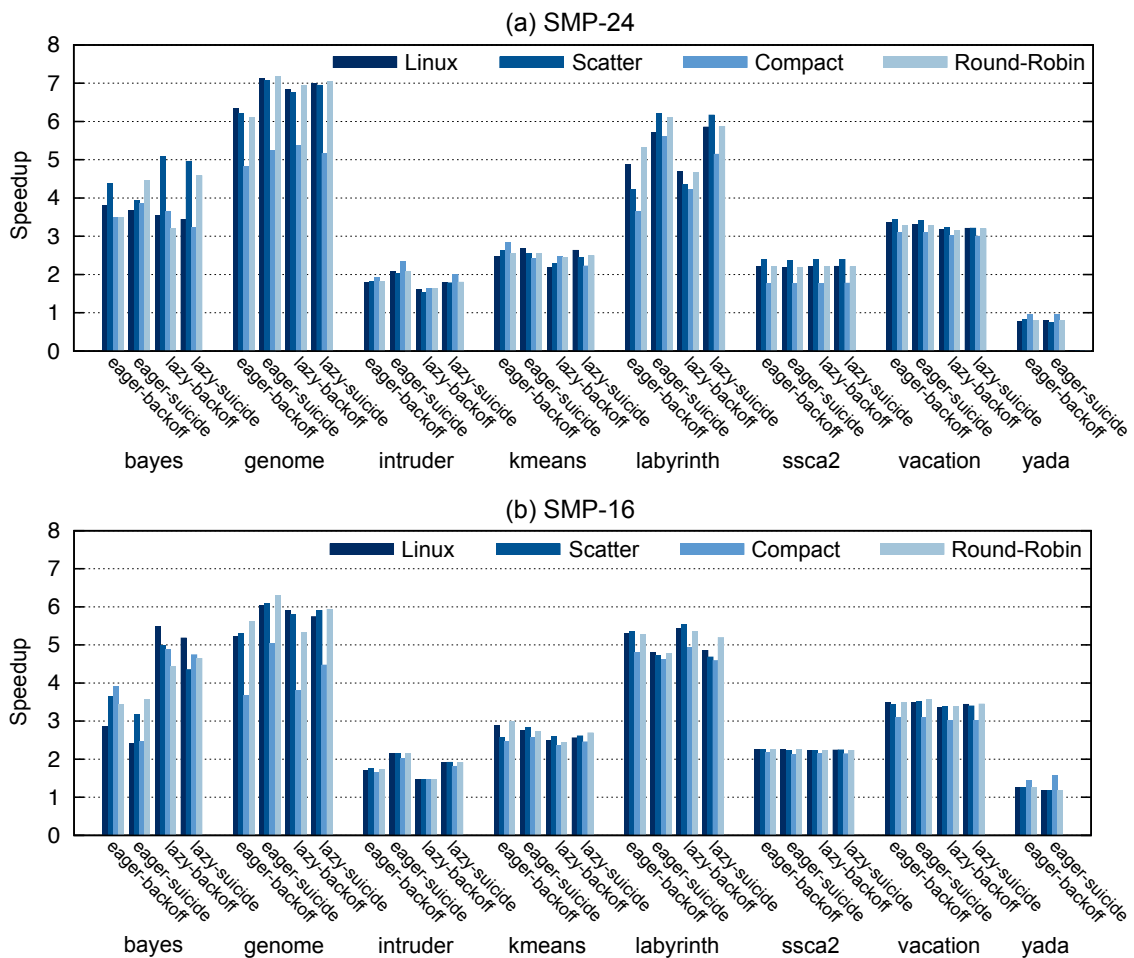 (a) SMP-24
8
7
6
5
4
3
2
1
0
Speedup
Linux Scatter Compact Round-Robin
eager-backoff eager-suicide lazy-backoff lazy-suicide eager-backoff eager-suicide lazy-backoff lazy-suicide eager-backoff eager-suicide lazy-backoff lazy-suicide eager-backoff eager-suicide lazy-backoff lazy-suicide eager-backoff eager-suicide lazy-backoff lazy-suicide eager-backoff eager-suicide lazy-backoff lazy-suicide eager-backoff eager-suicide lazy-backoff lazy-suicide eager-backoff eager-suicide
bayes genome intruder kmeans labyrinth ssca2 vacation yada
(b) SMP-16
8
7
6
5
4
3
2
1
0
Speedup
Linux Scatter Compact Round-Robin
eager-backoff eager-suicide lazy-backoff lazy-suicide eager-backoff eager-suicide lazy-backoff lazy-suicide eager-backoff eager-suicide lazy-backoff lazy-suicide eager-backoff eager-suicide lazy-backoff lazy-suicide eager-backoff eager-suicide lazy-backoff lazy-suicide eager-backoff eager-suicide lazy-backoff lazy-suicide eager-backoff eager-suicide lazy-backoff lazy-suicide eager-backoff eager-suicide
bayes genome intruder kmeans labyrinth ssca2 vacation yada